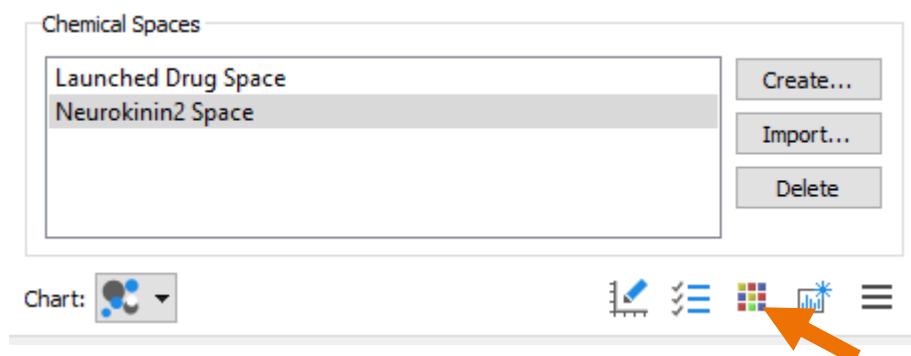 Chemical Spaces
Launched Drug Space
Create...
Neurokinin2 Space
Import...
Delete
Chart: